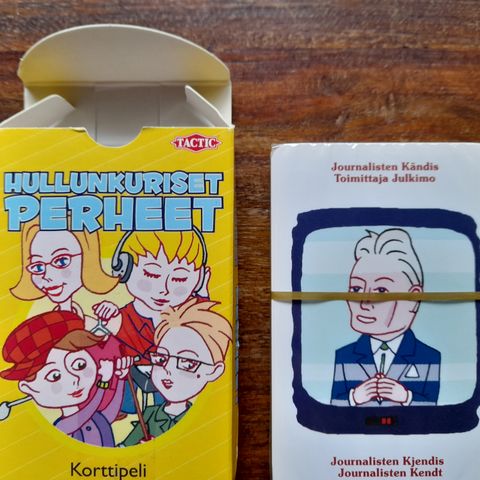 TACTIC
HULLUNKURISET
PERHEET
Korttipeli
Journalisten Kändis
Toimittaja Julkimo
Journalisten Kjendis
Journalisten Kendt